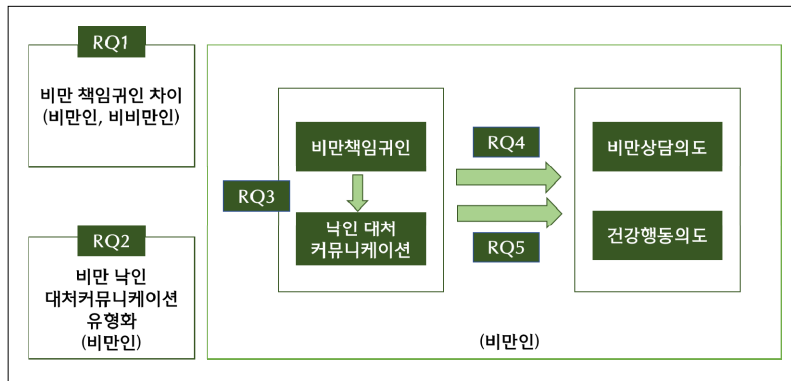 RQ1
비만 책임귀인 차이
(비만인, 비비만인)
RQ2
비만 낙인
대처커뮤니케이션
유형화
(비만인)
RQ3
비만책임귀인
낙인 대처
커뮤니케이션
RQ4
RQ5
비만상담의도
건강행동의도
(비만인)